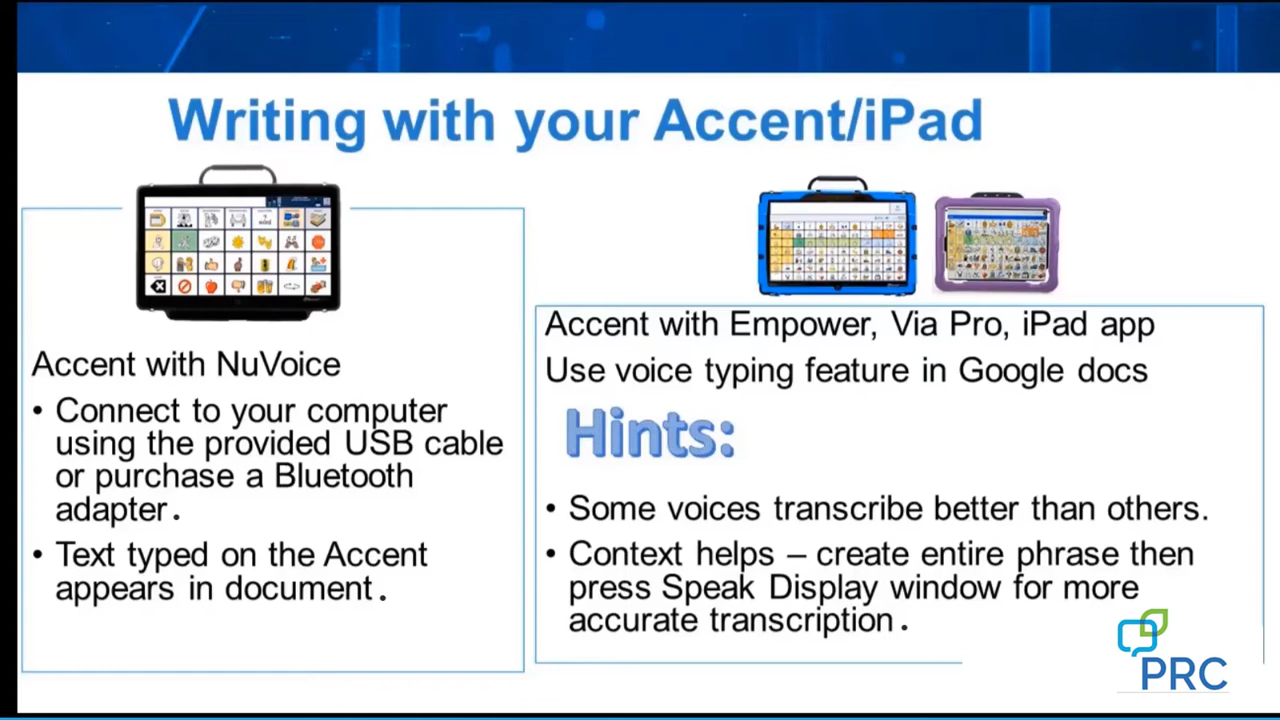 Writing with your Accent/iPad
Accent with NuVoice
• Connect to your computer
using the provided USB cable
or purchase a Bluetooth
adapter.
• Text typed on the Accent
appears in document.
Accent with Empower, Via Pro, iPad app
Use voice typing feature in Google docs
Hints:
• Some voices transcribe better than others.
• Context helps – create entire phrase then
press Speak Display window for more
accurate transcription.
PRC